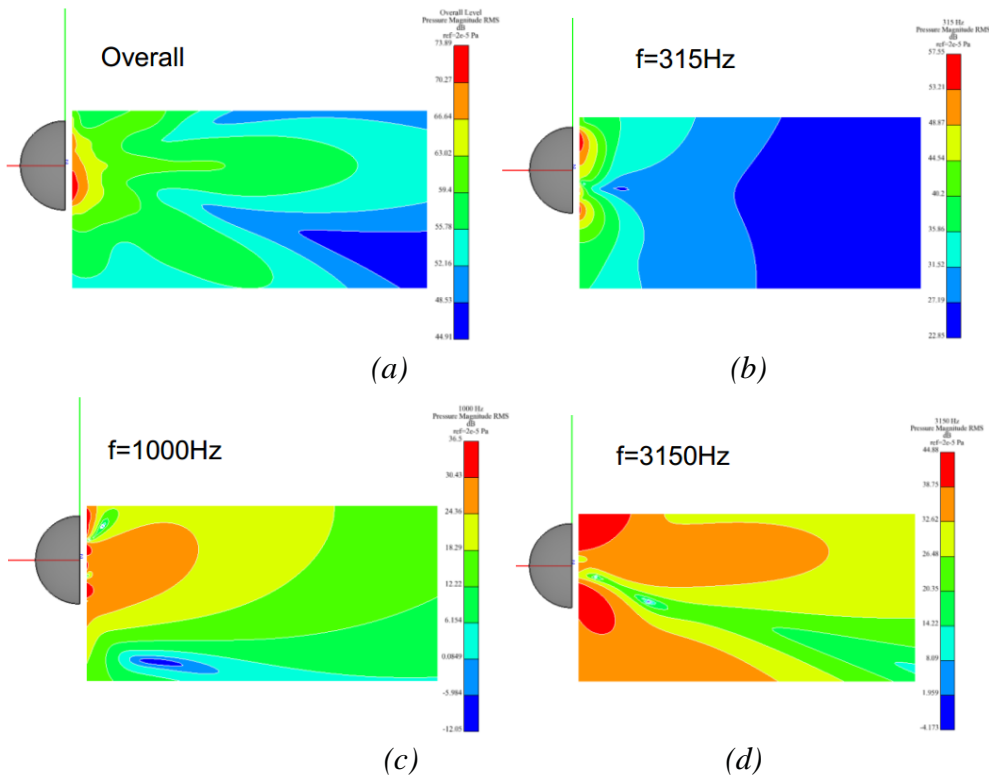 Overall Level
Pressure Magnitude RMS
dB
ref=2e-5 Pa
Overall
73.89
70.27
66.64
63.02
59.4
55.78
52.16
48.53
44.91
(a)
315 Hz
Pressure Magnitude RMS
dB
ref=2e-5 Pa
f=315Hz
57.55
53.21
48.87
44.54
40.2
35.86
31.52
27.19
22.85
(b)
1000 Hz
Pressure Magnitude RMS
dB
ref=2e-5 Pa
f=1000Hz
36.5
30.43
24.36
18.29
12.22
6.154
0.0849
-5.984
-12.05
(c)
3150 Hz
Pressure Magnitude RMS
dB
ref=2e-5 Pa
f=3150Hz
44.88
38.75
32.62
26.48
20.35
14.22
8.09
1.959
-4.173
(d)